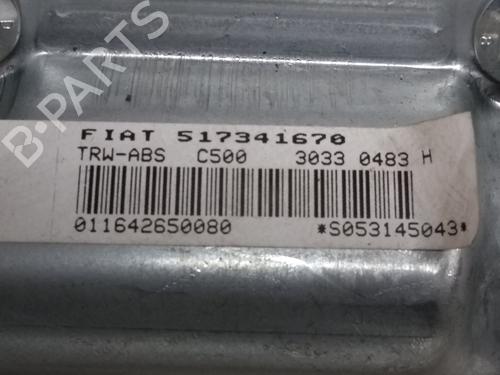 B-PARTS
FIAT 517341670
TRW-ABS C500 3033 0483 H
011642650080 *S053145043*